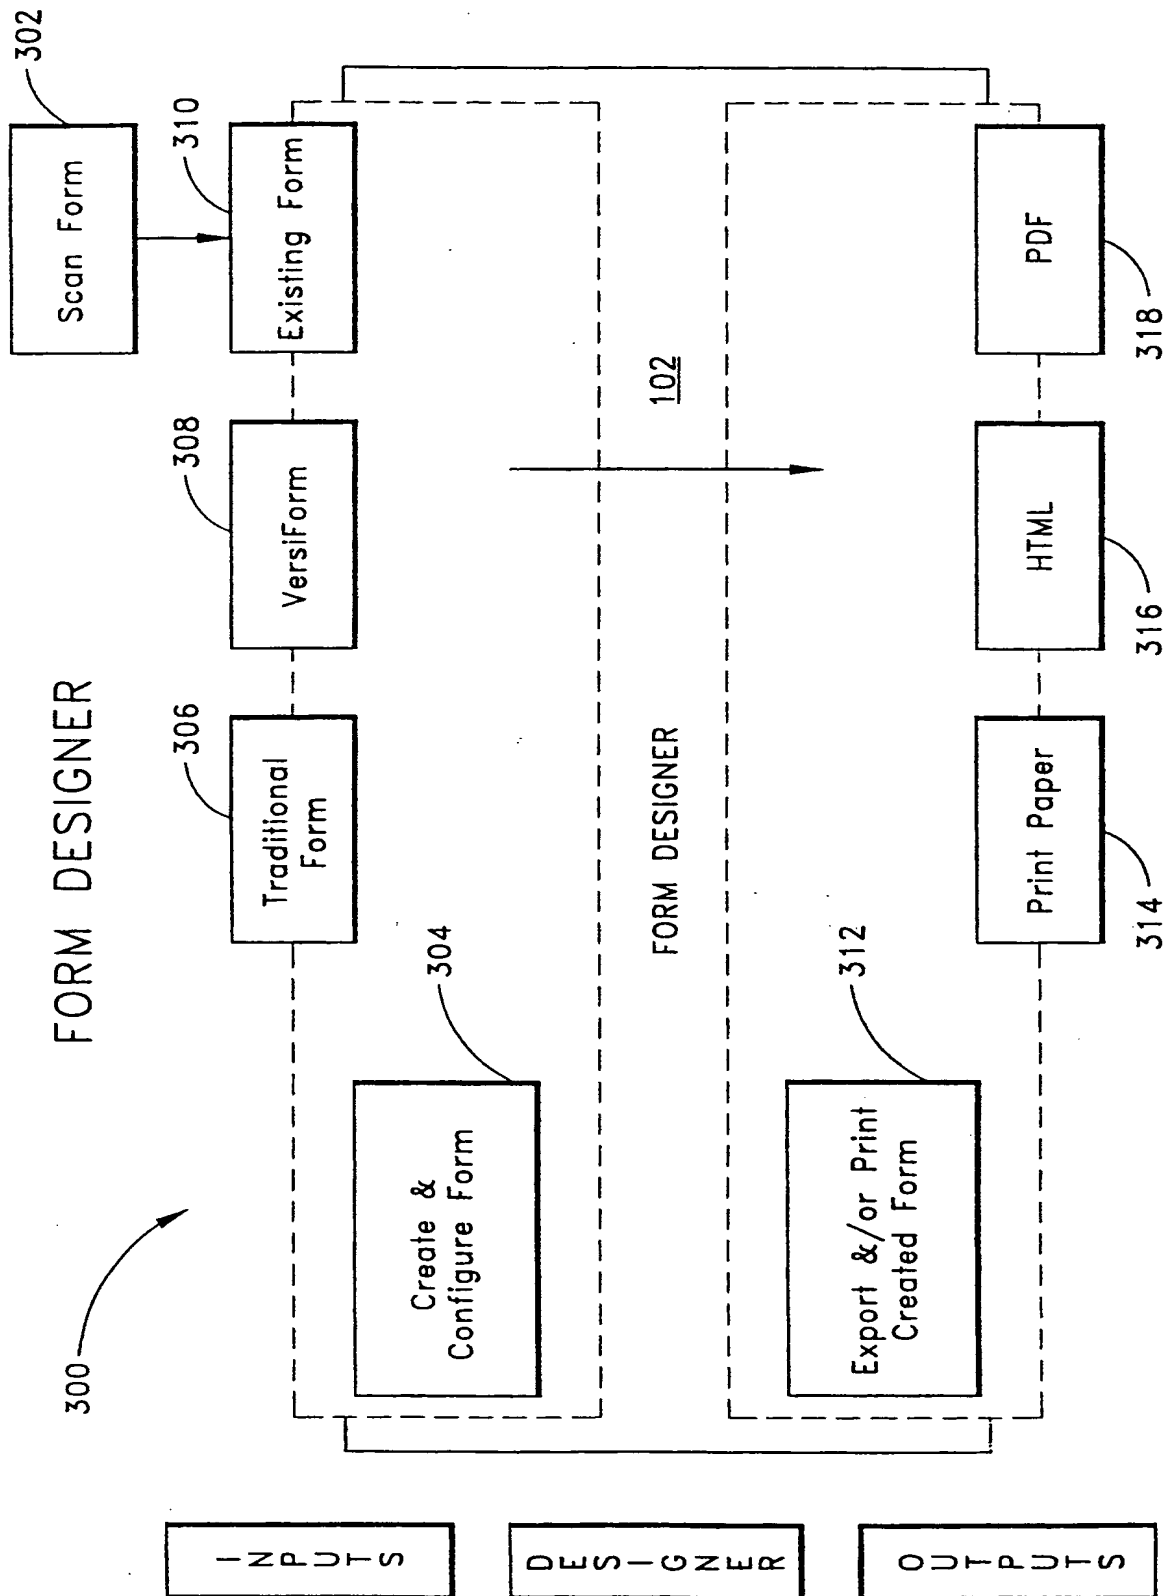 FORM DESIGNER
300
302
Scan Form
306
308
310
Traditional
Form
VersiForm
Existing Form
INPUTS
304
Create &
Configure Form
DESIGNER
FORM DESIGNER
102
312
Export &/or Print
Created Form
OUTPUTS
Print Paper
HTML
PDF
314
316
318